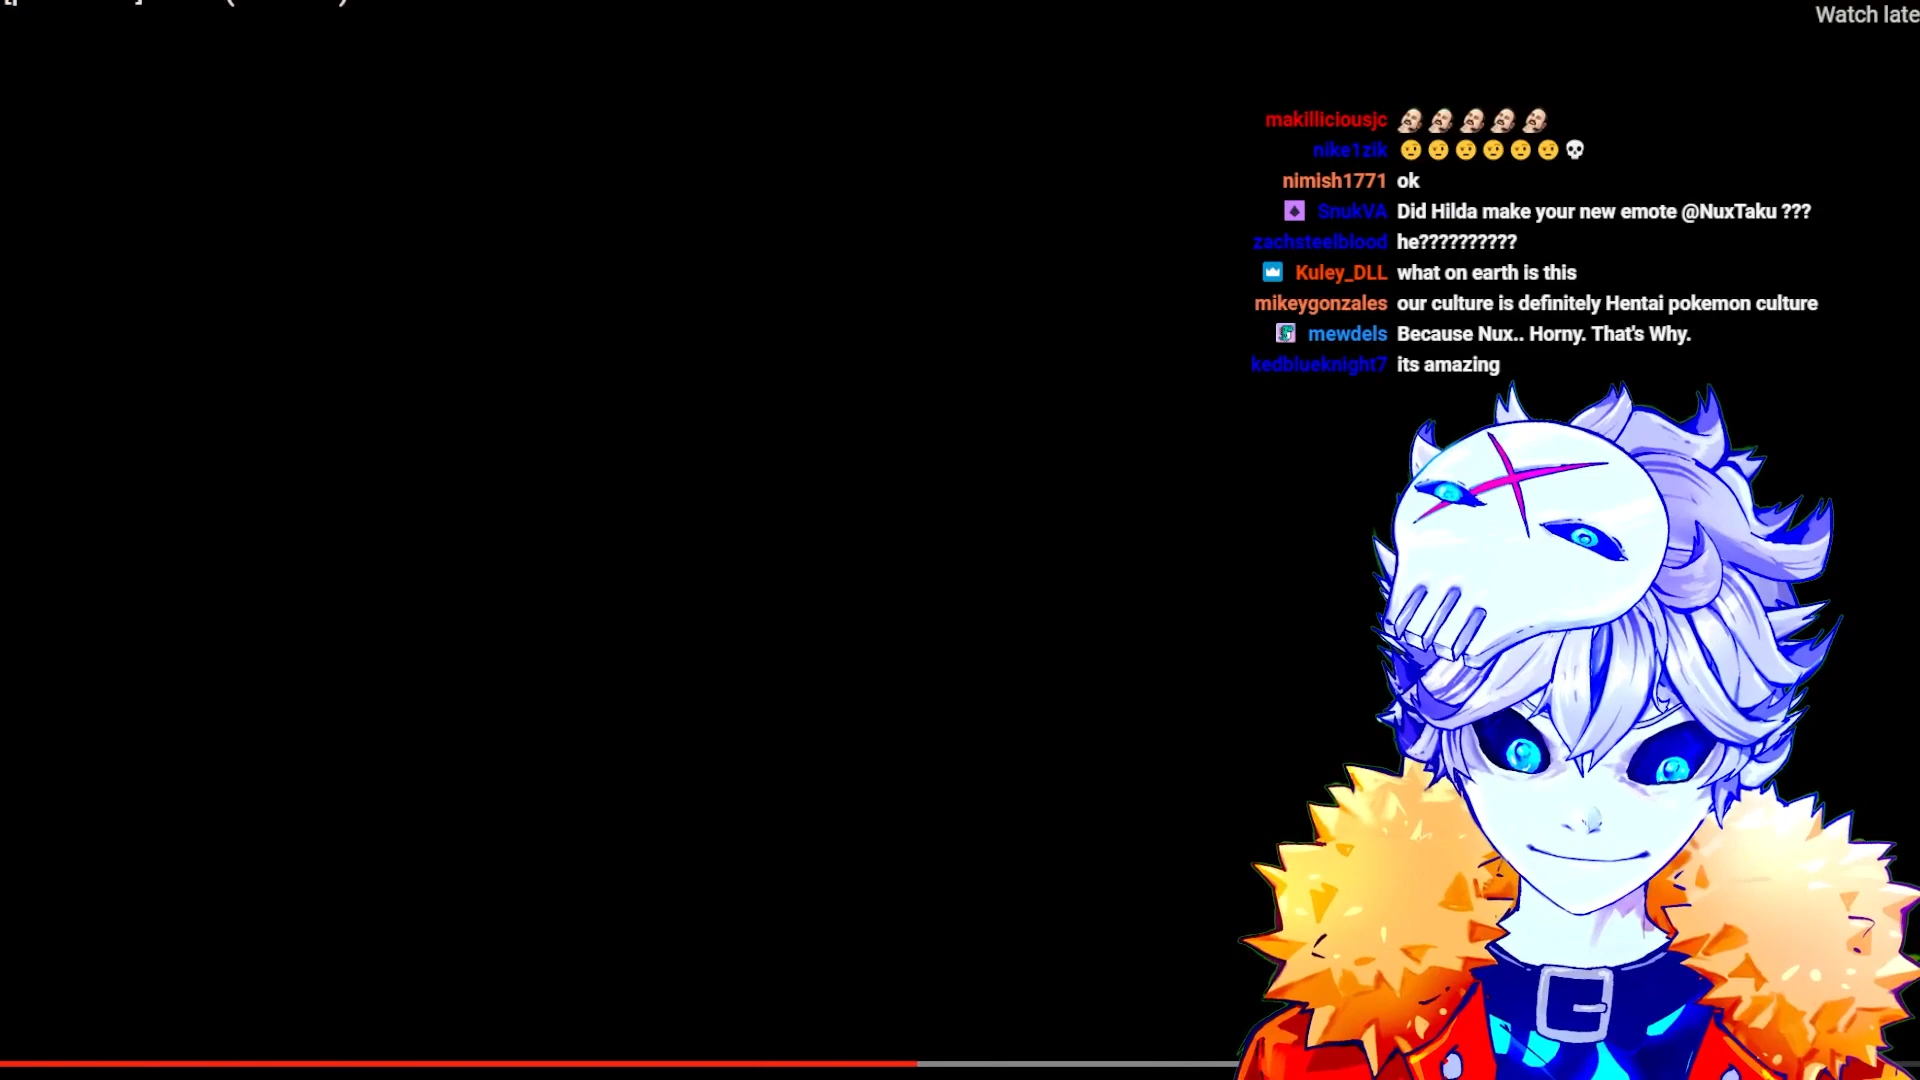 Watch late
makilliciousjc
nike1zik
nimish1771 ok
SnukVA Did Hilda make your new emote @NuxTaku ???
zachsteelblood he??????????
Kuley_DLL what on earth is this
mikeygonzales our culture is definitely Hentai pokemon culture
mewdels Because Nux.. Horny. That's Why.
kedblueknight7 its amazing